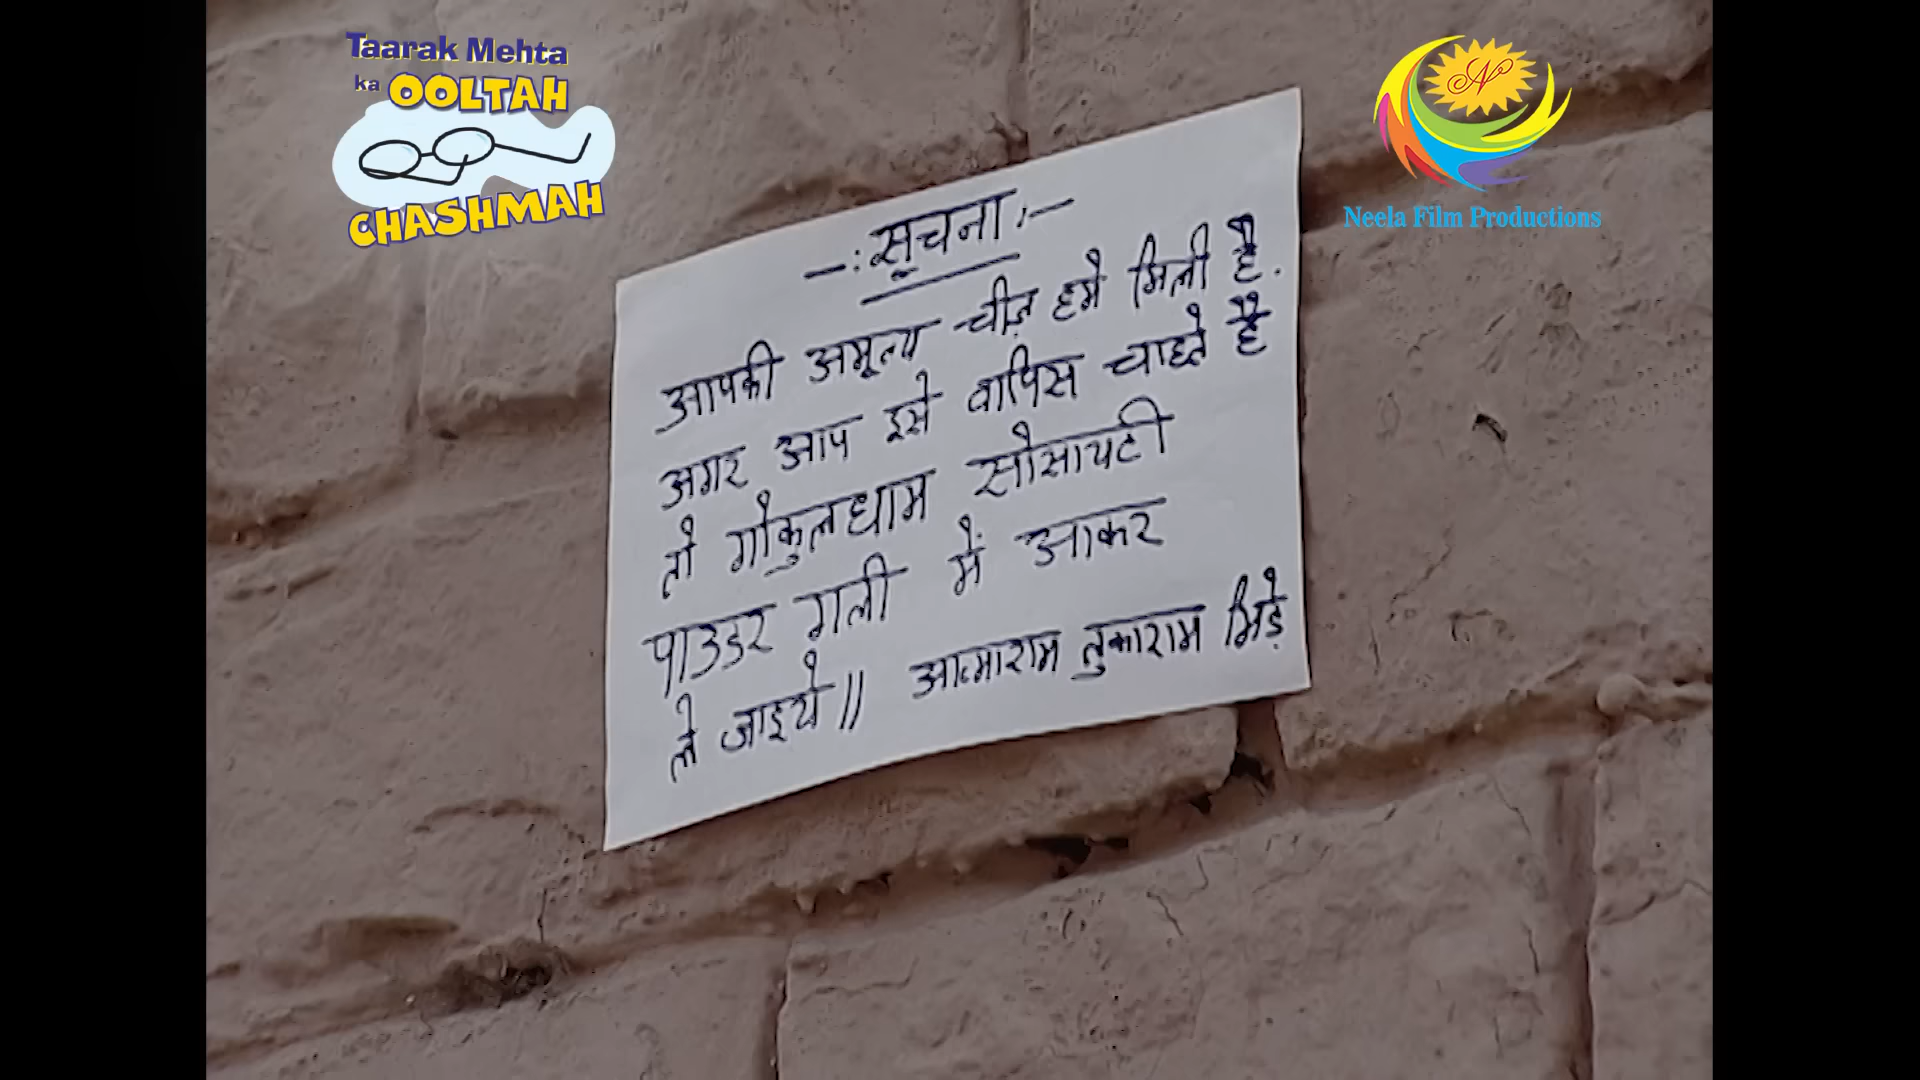 Taarak Mehta
ka OOLTAH
CHASHMAH
N
Neela Film Productions
-: सूचना :-
आपकी अमूल्य चीज़ हमे मिली है.
अगर आप इसे वापिस चाहते है
तो गोकुलधाम सोसायटी
पाउडर गली में आकर
ले जाइये|| आत्माराम तुकाराम भिड़े